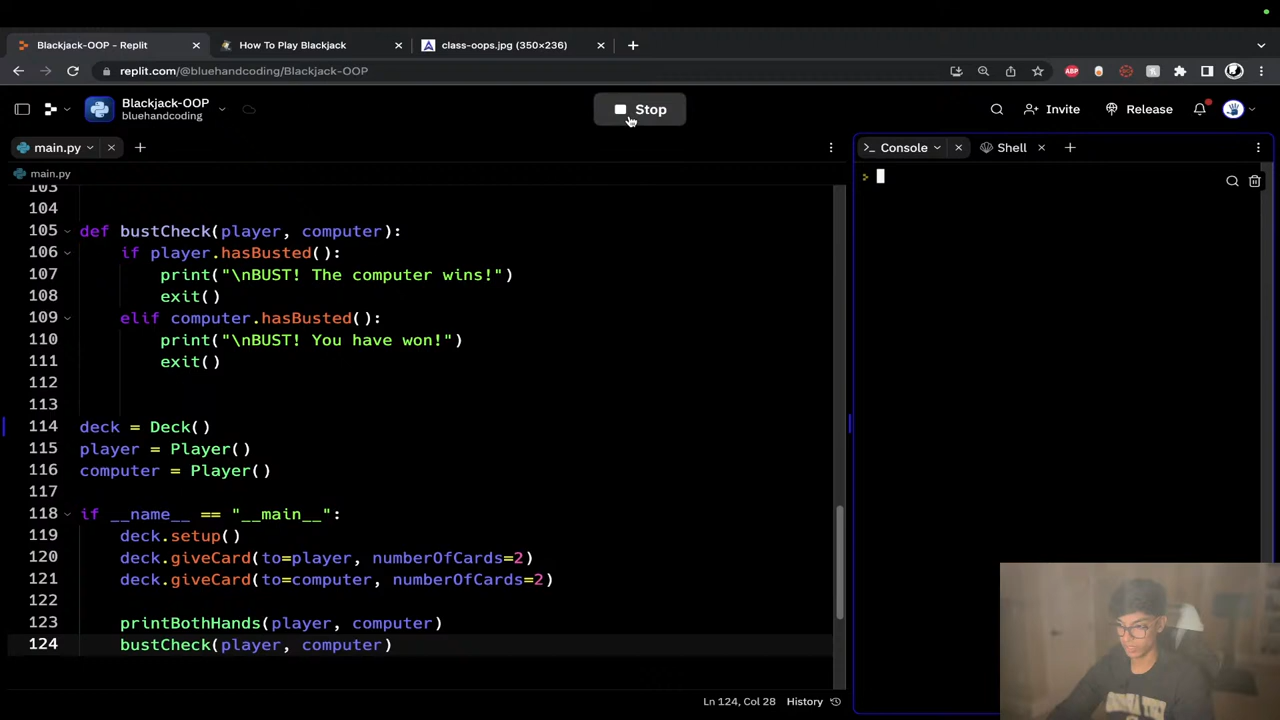 Blackjack-OOP - Replit
How To Play Blackjack
class-oops.jpg (350×236)
replit.com/@bluehandcoding/Blackjack-OOP
ABP
Blackjack-OOP
bluehandcoding
Stop
Invite
Release
main.py
Console
Shell
main.py
103
104
105 def bustCheck(player, computer):
106 if player.hasBusted():
107 print("\nBUST! The computer wins!")
108 exit()
109 elif computer.hasBusted():
110 print("\nBUST! You have won!")
111 exit()
112
113
114 deck = Deck()
115 player = Player()
116 computer = Player()
117
118 if __name__ == "__main__":
119 deck.setup()
120 deck.giveCard(to=player, numberOfCards=2)
121 deck.giveCard(to=computer, numberOfCards=2)
122
123 printBothHands(player, computer)
124 bustCheck(player, computer)
Ln 124, Col 28 History